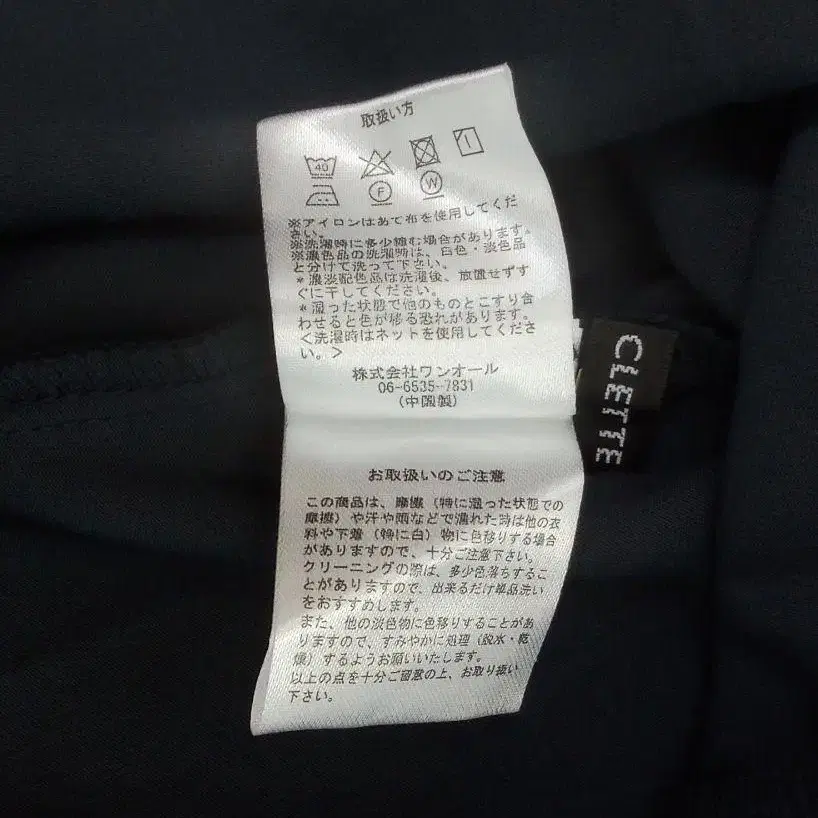 取扱い方
40
F
W
※アイロンはあて布を使用してくだ
さい。
※洗濯時に多少縮む場合があります。
※濃色品の洗濯は、白色・淡色品
と分けて洗って下さい。
＊濃淡配色品は洗濯後、放置せずす
ぐに干してください。
＊湿った状態で他のものとこすり合
わせると色が移る恐れがあります。
＜洗濯時はネットを使用してくださ
い。＞
株式会社ワンオール
06-6535-7831
（中国製）
CLETTE
お取扱いのご注意
この商品は、摩擦（特に湿った状態での
摩擦）や汗や雨などで濡れた時は他の衣
料や下着（特に白）物に色移りする場合
がありますので、十分ご注意下さい。
クリーニングの際は、多少色落ちするこ
とがありますので、出来るだけ単品洗い
をおすすめします。
また、他の淡色物に色移りすることがあ
りますので、すみやかに処理（脱水・乾
燥）するようお願いいたします。
以上の点を十分ご留意の上、お取り扱い
下さい。